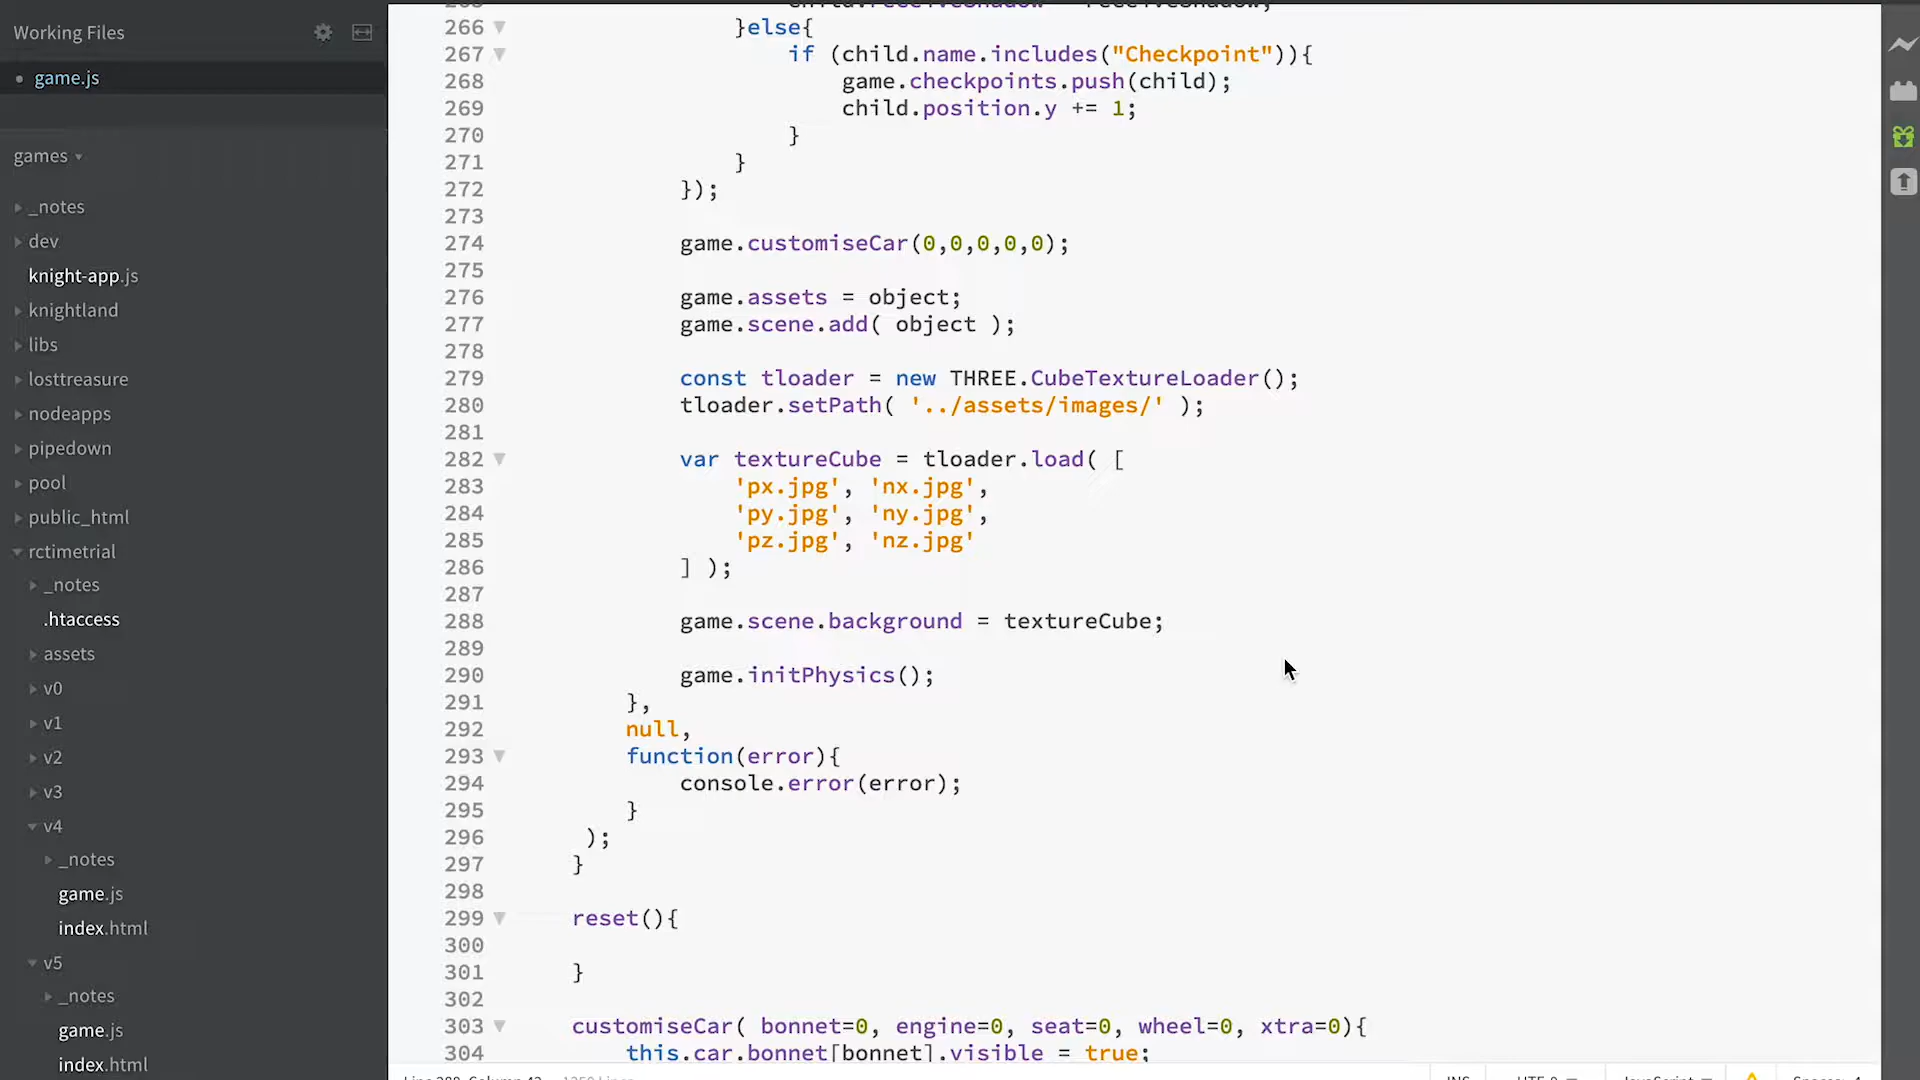 Working Files
game.js
games
_notes
dev
knight-app.js
knightland
libs
losttreasure
nodeapps
pipedown
pool
public_html
rctimetrial
_notes
.htaccess
assets
v0
v1
v2
v3
v4
_notes
game.js
index.html
v5
_notes
game.js
index.html
266 }else{
267 if (child.name.includes("Checkpoint")){
268 game.checkpoints.push(child);
269 child.position.y += 1;
270 }
271 }
272 });
273
274 game.customiseCar(0,0,0,0,0);
275
276 game.assets = object;
277 game.scene.add( object );
278
279 const tloader = new THREE.CubeTextureLoader();
280 tloader.setPath( '../assets/images/' );
281
282 var textureCube = tloader.load( [
283 'px.jpg', 'nx.jpg',
284 'py.jpg', 'ny.jpg',
285 'pz.jpg', 'nz.jpg'
286 ] );
287
288 game.scene.background = textureCube;
289
290 game.initPhysics();
291 },
292 null,
293 function(error){
294 console.error(error);
295 }
296 );
297 }
298
299 reset(){
300
301 }
302
303 customiseCar( bonnet=0, engine=0, seat=0, wheel=0, xtra=0){
304 this.car.bonnet[bonnet].visible = true;